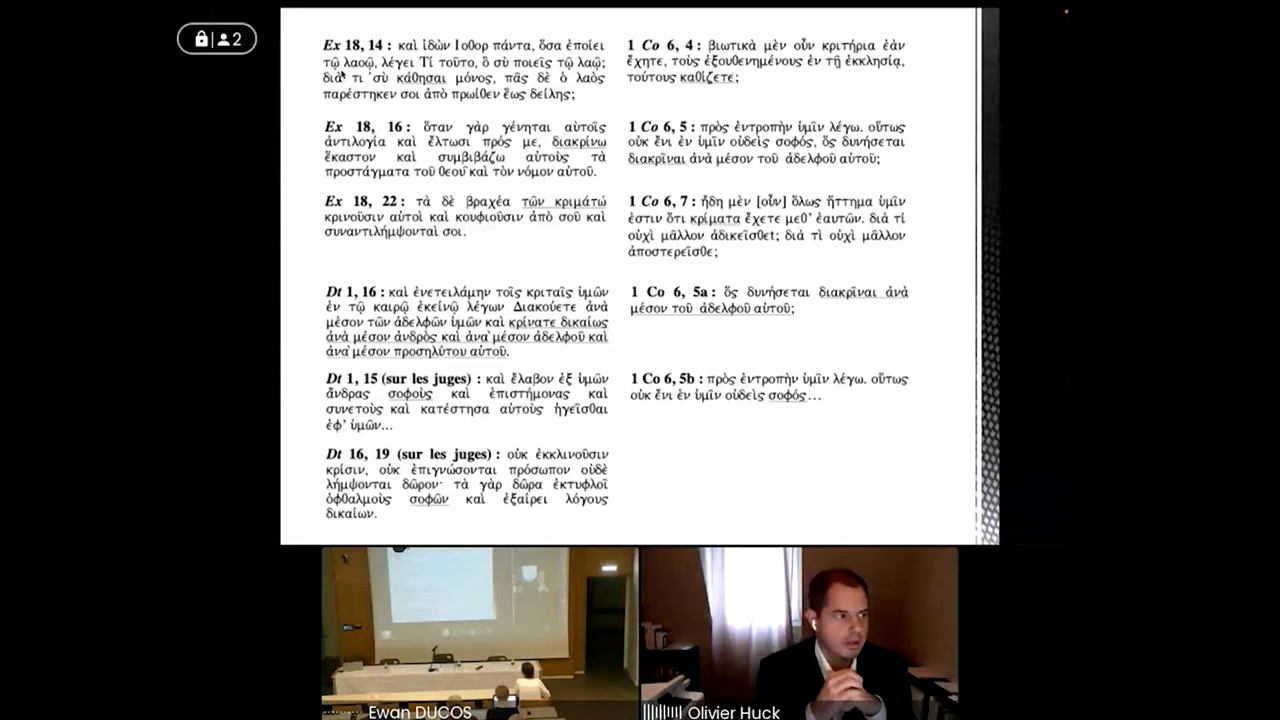 2
Ex 18, 14 : καὶ ἰδὼν Ιοθορ πάντα, ὅσα ἐποίει
τῷ λαοῷ, λέγει Τί τοῦτο, ὃ σὺ ποιεῖς τῷ λαῷ;
διὰ τι σὺ κάθησαι μόνος, πᾶς δὲ ὁ λαὸς
παρέστηκεν σοι ἀπὸ πρωίθεν ἕως δείλης;
Ex 18, 16 : ὅταν γὰρ γένηται αὐτοῖς
ἀντιλογία καὶ ἔλτωσι πρός με, διακρίνω
ἕκαστον καὶ συμβιβάζω αὐτοὺς τὰ
προστάγματα τοῦ θεοῦ καὶ τὸν νόμον αὐτοῦ.
Ex 18, 22 : τὰ δὲ βραχέα τῶν κριμάτώ
κρινοῦσιν αὐτοὶ καὶ κουφιοῦσιν ἀπὸ σοῦ καὶ
συναντιλήμψονταί σοι.
Dt 1, 16 : καὶ ἐνετειλάμην τοῖς κριταῖς ὑμῶν
ἐν τῷ καιρῷ ἐκείνῳ λέγων Διακούετε ἀνὰ
μέσον τῶν ἀδελφῶν ὑμῶν καὶ κρίνατε δικαίως
ἀνὰ μέσον ἀνδρὸς καὶ ἀνὰ μέσον ἀδελφοῦ καὶ
ἀνὰ μέσον προσηλύτου αὐτοῦ.
Dt 1, 15 (sur les juges) : καὶ ἔλαβον ἐξ ὑμῶν
ἄνδρας σοφοὺς καὶ ἐπιστήμονας καὶ
συνετοὺς καὶ κατέστησα αὐτοὺς ἡγεῖσθαι
ἐφ’ ὑμῶν...
Dt 16, 19 (sur les juges) : οὐκ ἐκκλινοῦσιν
κρίσιν, οὐκ ἐπιγνώσονται πρόσωπον οὐδὲ
λήμψονται δῶρον· τὰ γὰρ δῶρα ἐκτυφλοῖ
ὀφθαλμοὺς σοφῶν καὶ ἐξαίρει λόγους
δικαίων.
1 Co 6, 4 : βιωτικὰ μὲν οὖν κριτήρια ἐὰν
ἔχητε, τοὺς ἐξουθενημένους ἐν τῇ ἐκκλησίᾳ,
τούτους καθίζετε;
1 Co 6, 5 : πρὸς ἐντροπὴν ὑμῖν λέγω. οὕτως
οὐκ ἔνι ἐν ὑμῖν οὐδεὶς σοφός, ὃς δυνήσεται
διακρῖναι ἀνὰ μέσον τοῦ ἀδελφοῦ αὐτοῦ;
1 Co 6, 7 : ἤδη μὲν [οὖν] ὅλως ἥττημα ὑμῖν
ἐστιν ὅτι κρίματα ἔχετε μεθ’ ἑαυτῶν. διὰ τί
οὐχὶ μᾶλλον ἀδικεῖσθει; διὰ τὶ οὐχὶ μᾶλλον
ἀποστερεῖσθε;
1 Co 6, 5a : ὃς δυνήσεται διακρῖναι ἀνὰ
μέσον τοῦ ἀδελφοῦ αὐτοῦ;
1 Co 6, 5b : πρὸς ἐντροπὴν ὑμῖν λέγω. οὕτως
οὐκ ἔνι ἐν ὑμῖν οὐδεὶς σοφός...
Ewan DUCOS
Olivier Huck